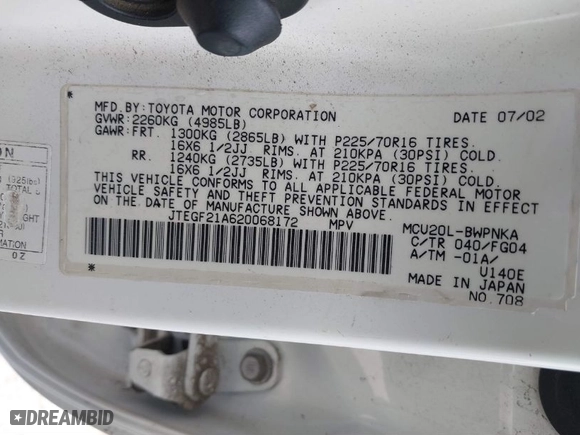 MFD.BY:TOYOTA MOTOR CORPORATION DATE 07/02
GVWR:2260KG (4985LB)
GAWR:FRT. 1300KG (2865LB) WITH P225/70R16 TIRES.
16X6 1/2JJ RIMS. AT 210KPA (30PSI) COLD.
RR. 1240KG (2735LB) WITH P225/70R16 TIRES.
16X6 1/2JJ RIMS. AT 210KPA (30PSI) COLD.
THIS VEHICLE CONFORMS TO ALL APPLICABLE FEDERAL MOTOR
VEHICLE SAFETY AND THEFT PREVENTION STANDARDS IN EFFECT
ON THE DATE OF MANUFACTURE SHOWN ABOVE.
JTEGF21A620068172 MPV
MCU20L-BWPNKA
C/TR 040/FG04
A/TM -01A/
U140E
MADE IN JAPAN
NO.708
ON
TOTAL
GHT
02
DREAMBID